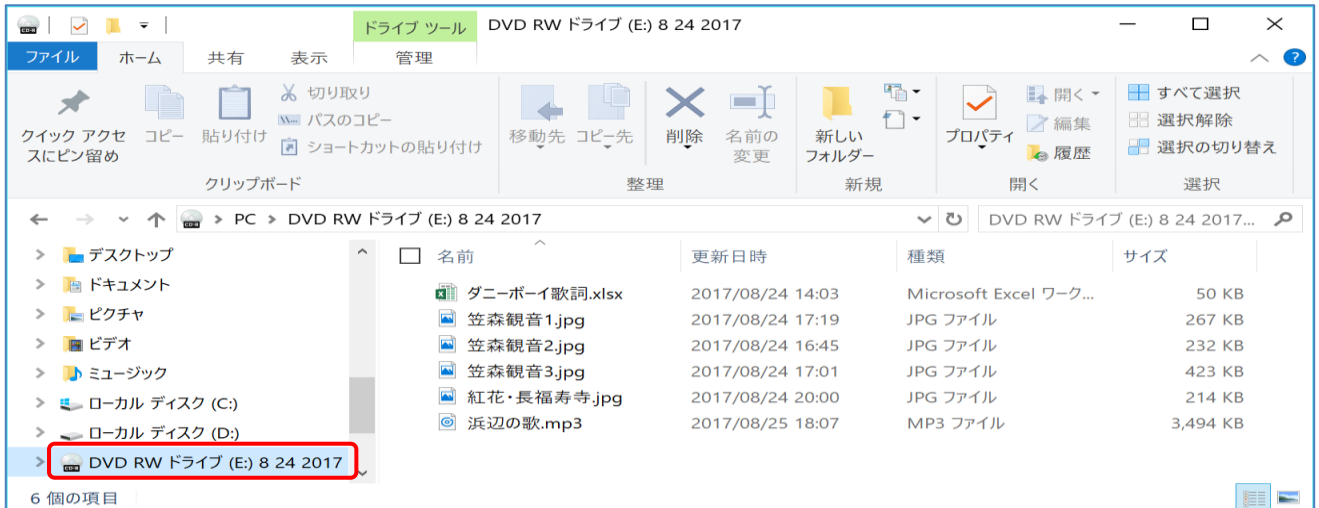 ドライブ ツール DVD RW ドライブ (E:) 8 24 2017
ファイル ホーム 共有 表示 管理
クイック アクセスにピン留め
コピー
貼り付け
切り取り
パスのコピー
ショートカットの貼り付け
クリップボード
移動先
コピー先
削除
名前の変更
整理
新しいフォルダー
新規
プロパティ
開く
編集
履歴
開く
すべて選択
選択解除
選択の切り替え
選択
PC > DVD RW ドライブ (E:) 8 24 2017
DVD RW ドライブ (E:) 8 24 2017...
デスクトップ
ドキュメント
ピクチャ
ビデオ
ミュージック
ローカル ディスク (C:)
ローカル ディスク (D:)
DVD RW ドライブ (E:) 8 24 2017
名前 更新日時 種類 サイズ
ダニーボーイ歌詞.xlsx 2017/08/24 14:03 Microsoft Excel ワーク... 50 KB
笠森観音1.jpg 2017/08/24 17:19 JPG ファイル 267 KB
笠森観音2.jpg 2017/08/24 16:45 JPG ファイル 232 KB
笠森観音3.jpg 2017/08/24 17:01 JPG ファイル 423 KB
紅花・長福寿寺.jpg 2017/08/24 20:00 JPG ファイル 214 KB
浜辺の歌.mp3 2017/08/25 18:07 MP3 ファイル 3,494 KB
6 個の項目